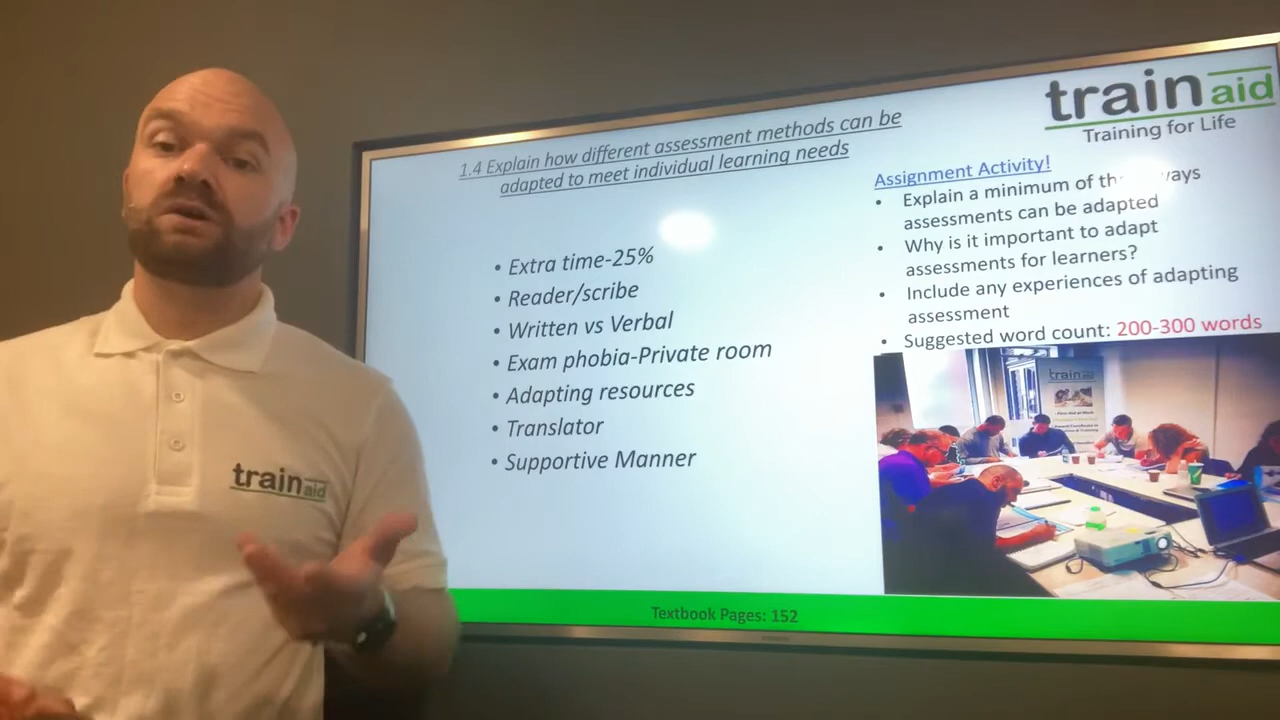 train aid
Training for Life
1.4 Explain how different assessment methods can be
adapted to meet individual learning needs
• Extra time-25%
• Reader/scribe
• Written vs Verbal
• Exam phobia-Private room
• Adapting resources
• Translator
• Supportive Manner
Assignment Activity!
• Explain a minimum of ways
assessments can be adapted
• Why is it important to adapt
assessments for learners?
• Include any experiences of adapting
assessment
• Suggested word count: 200-300 words
train
Textbook Pages: 152
train aid